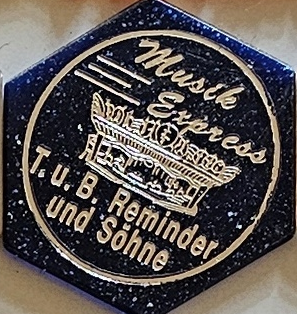 Musik
Express
T. u. B. Reminder
und Söhne